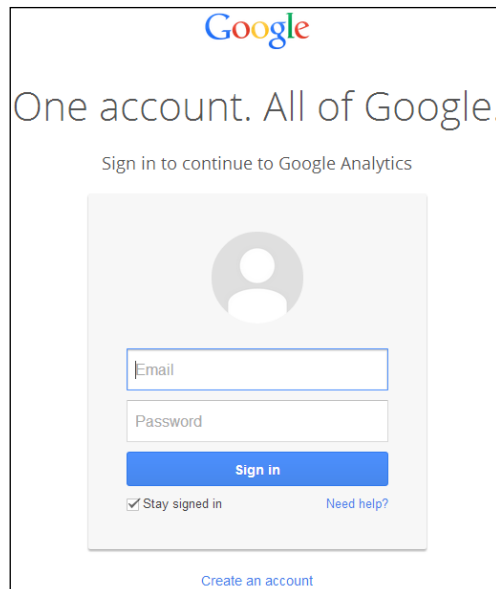 Google
One account. All of Google.
Sign in to continue to Google Analytics
Email
Password
Sign in
Stay signed in Need help?
Create an account